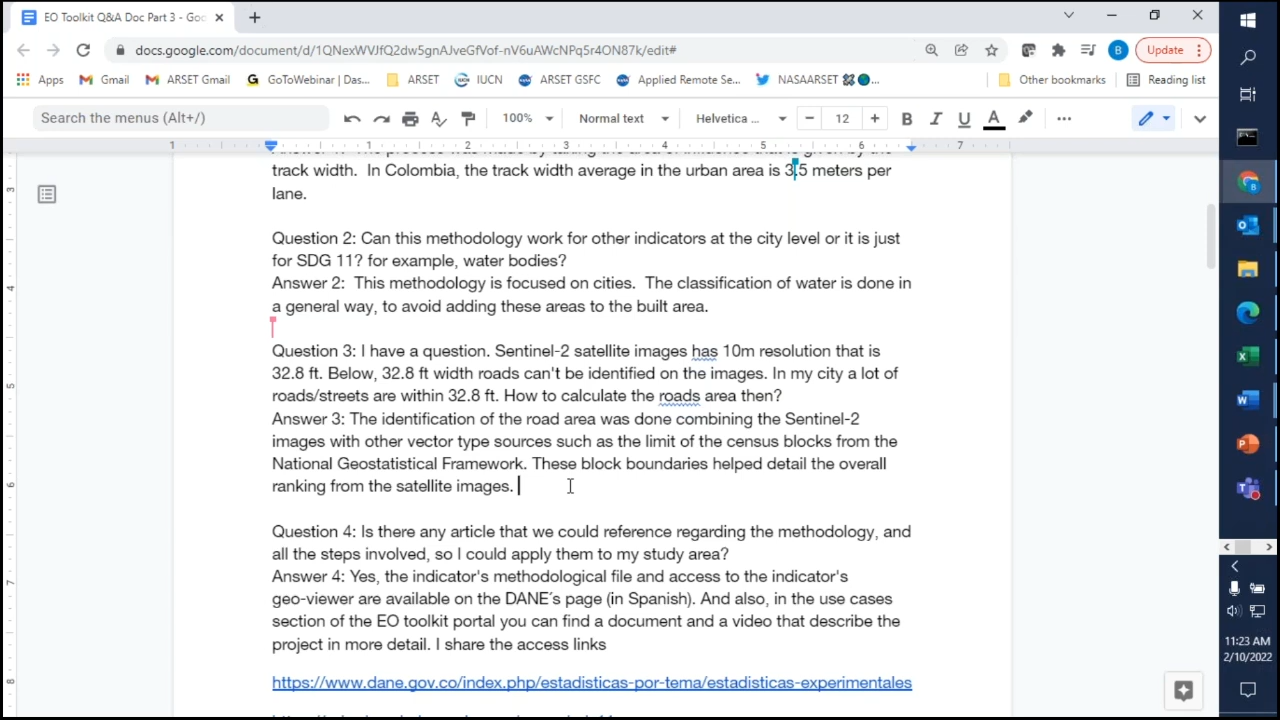 EO Toolkit Q&A Doc Part 3 - Goo
docs.google.com/document/d/1QNexWVJfQ2dw5gnAJveGfVof-nV6uAWcNPq5r4ON87k/edit#
B
Update
Apps
Gmail
ARSET Gmail
GoToWebinar | Das...
ARSET
IUCN
ARSET GSFC
Applied Remote Se...
NASAARSET
Other bookmarks
Reading list
Search the menus (Alt+/)
100%
Normal text
Helvetica ...
12
B I U A
1 1 2 3 4 5 6 7
track width. In Colombia, the track width average in the urban area is 3.5 meters per
lane.
Question 2: Can this methodology work for other indicators at the city level or it is just
for SDG 11? for example, water bodies?
Answer 2: This methodology is focused on cities. The classification of water is done in
a general way, to avoid adding these areas to the built area.
Question 3: I have a question. Sentinel-2 satellite images has 10m resolution that is
32.8 ft. Below, 32.8 ft width roads can't be identified on the images. In my city a lot of
roads/streets are within 32.8 ft. How to calculate the roads area then?
Answer 3: The identification of the road area was done combining the Sentinel-2
images with other vector type sources such as the limit of the census blocks from the
National Geostatistical Framework. These block boundaries helped detail the overall
ranking from the satellite images.
Question 4: Is there any article that we could reference regarding the methodology, and
all the steps involved, so I could apply them to my study area?
Answer 4: Yes, the indicator's methodological file and access to the indicator's
geo-viewer are available on the DANE's page (in Spanish). And also, in the use cases
section of the EO toolkit portal you can find a document and a video that describe the
project in more detail. I share the access links
https://www.dane.gov.co/index.php/estadisticas-por-tema/estadisticas-experimentales
3
4
5
6
7
8
11:23 AM
2/10/2022